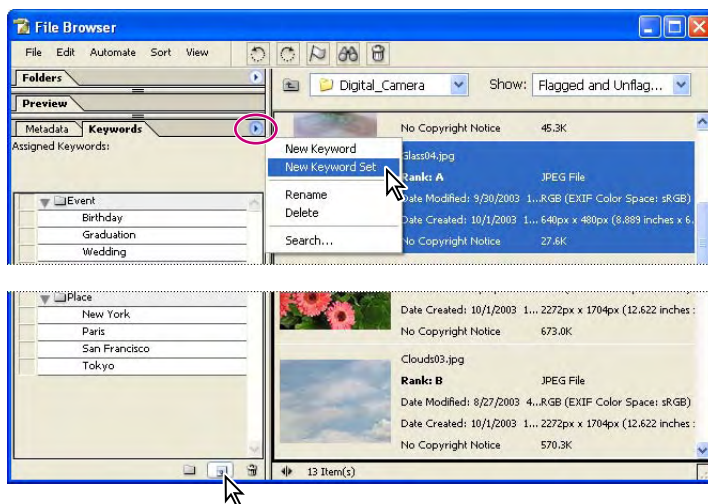 File Browser
File Edit Automate Sort View
Folders
Digital_Camera
Show:
Flagged and Unflag...
Preview
Metadata
Keywords
Assigned Keywords:
Event
Birthday
Graduation
Wedding
New Keyword
New Keyword Set
Rename
Delete
Search...
No Copyright Notice 45.3K
Glass04.jpg
Rank: A JPEG File
Date Modified: 9/30/2003 1...RGB (EXIF Color Space: sRGB)
Date Created: 10/1/2003 1... 640px x 480px (8.889 inches x 6.
No Copyright Notice 27.6K
Place
New York
Paris
San Francisco
Tokyo
Date Created: 10/1/2003 1... 2272px x 1704px (12.622 inches :
No Copyright Notice 673.0K
Clouds03.jpg
Rank: B JPEG File
Date Modified: 8/27/2003 4...RGB (EXIF Color Space: sRGB)
Date Created: 10/1/2003 1... 2272px x 1704px (12.622 inches :
No Copyright Notice 570.3K
13 Item(s)